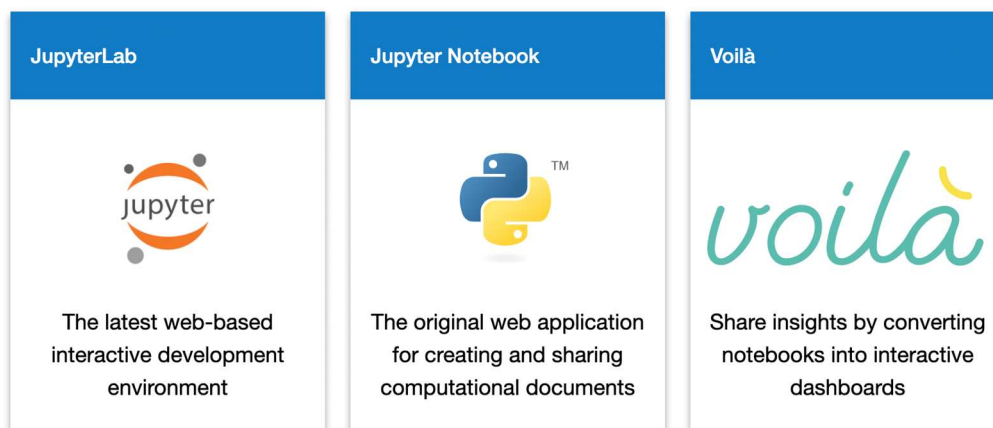 JupyterLab
jupyter
The latest web-based
interactive development
environment
Jupyter Notebook
TM
The original web application
for creating and sharing
computational documents
Voilà
voilà
Share insights by converting
notebooks into interactive
dashboards